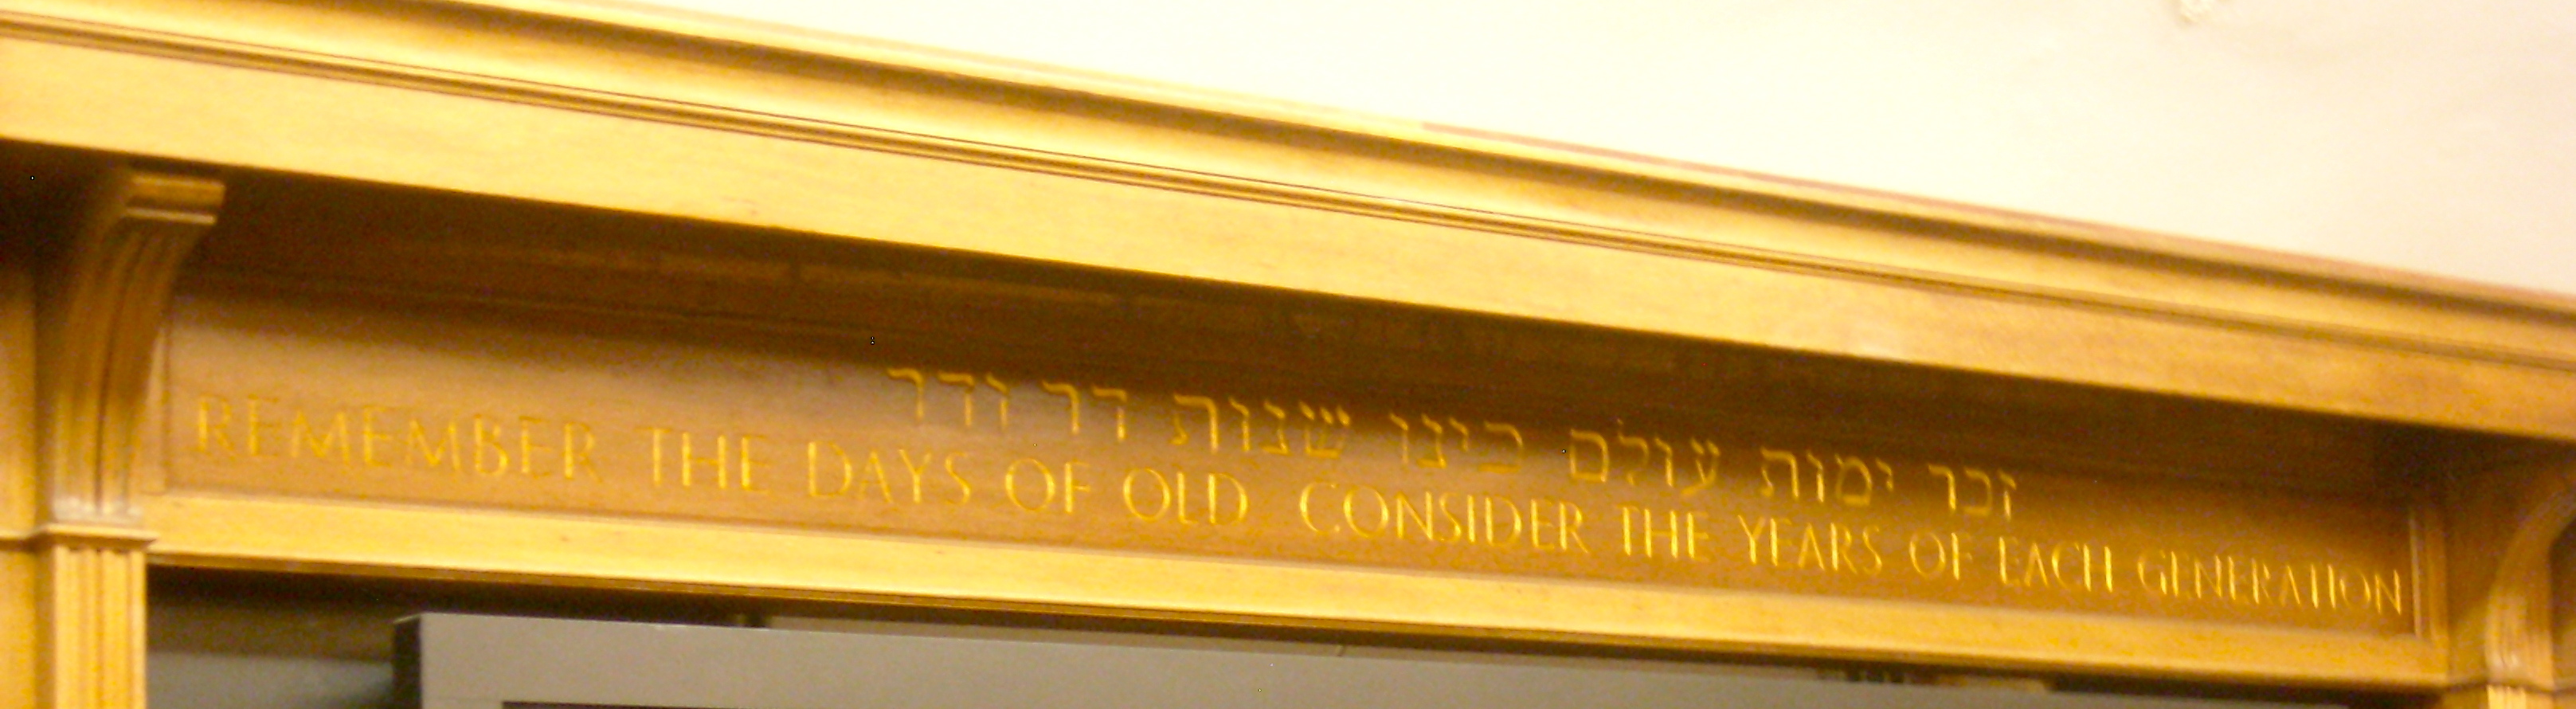 זכר ימות עולם בינו שנות דר ודר
REMEMBER THE DAYS OF OLD CONSIDER THE YEARS OF EACH GENERATION